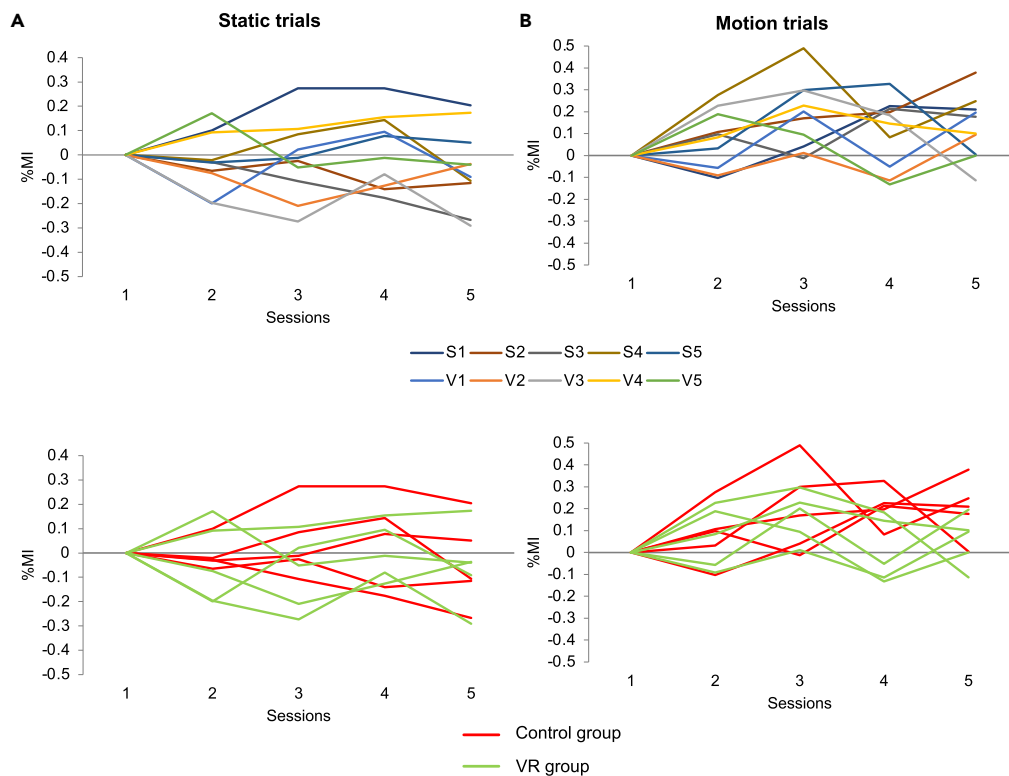 A
Static trials
B
Motion trials
0.4
0.3
0.2
0.1
0
-0.1
-0.2
-0.3
-0.4
-0.5
%MI
1 2 3 4 5
Sessions
0.5
0.4
0.3
0.2
0.1
0
-0.1
-0.2
-0.3
-0.4
-0.5
%MI
1 2 3 4 5
Sessions
S1 S2 S3 S4 S5
V1 V2 V3 V4 V5
0.4
0.3
0.2
0.1
0
-0.1
-0.2
-0.3
-0.4
-0.5
%MI
1 2 3 4 5
Sessions
0.5
0.4
0.3
0.2
0.1
0
-0.1
-0.2
-0.3
-0.4
-0.5
%MI
1 2 3 4 5
Sessions
Control group
VR group